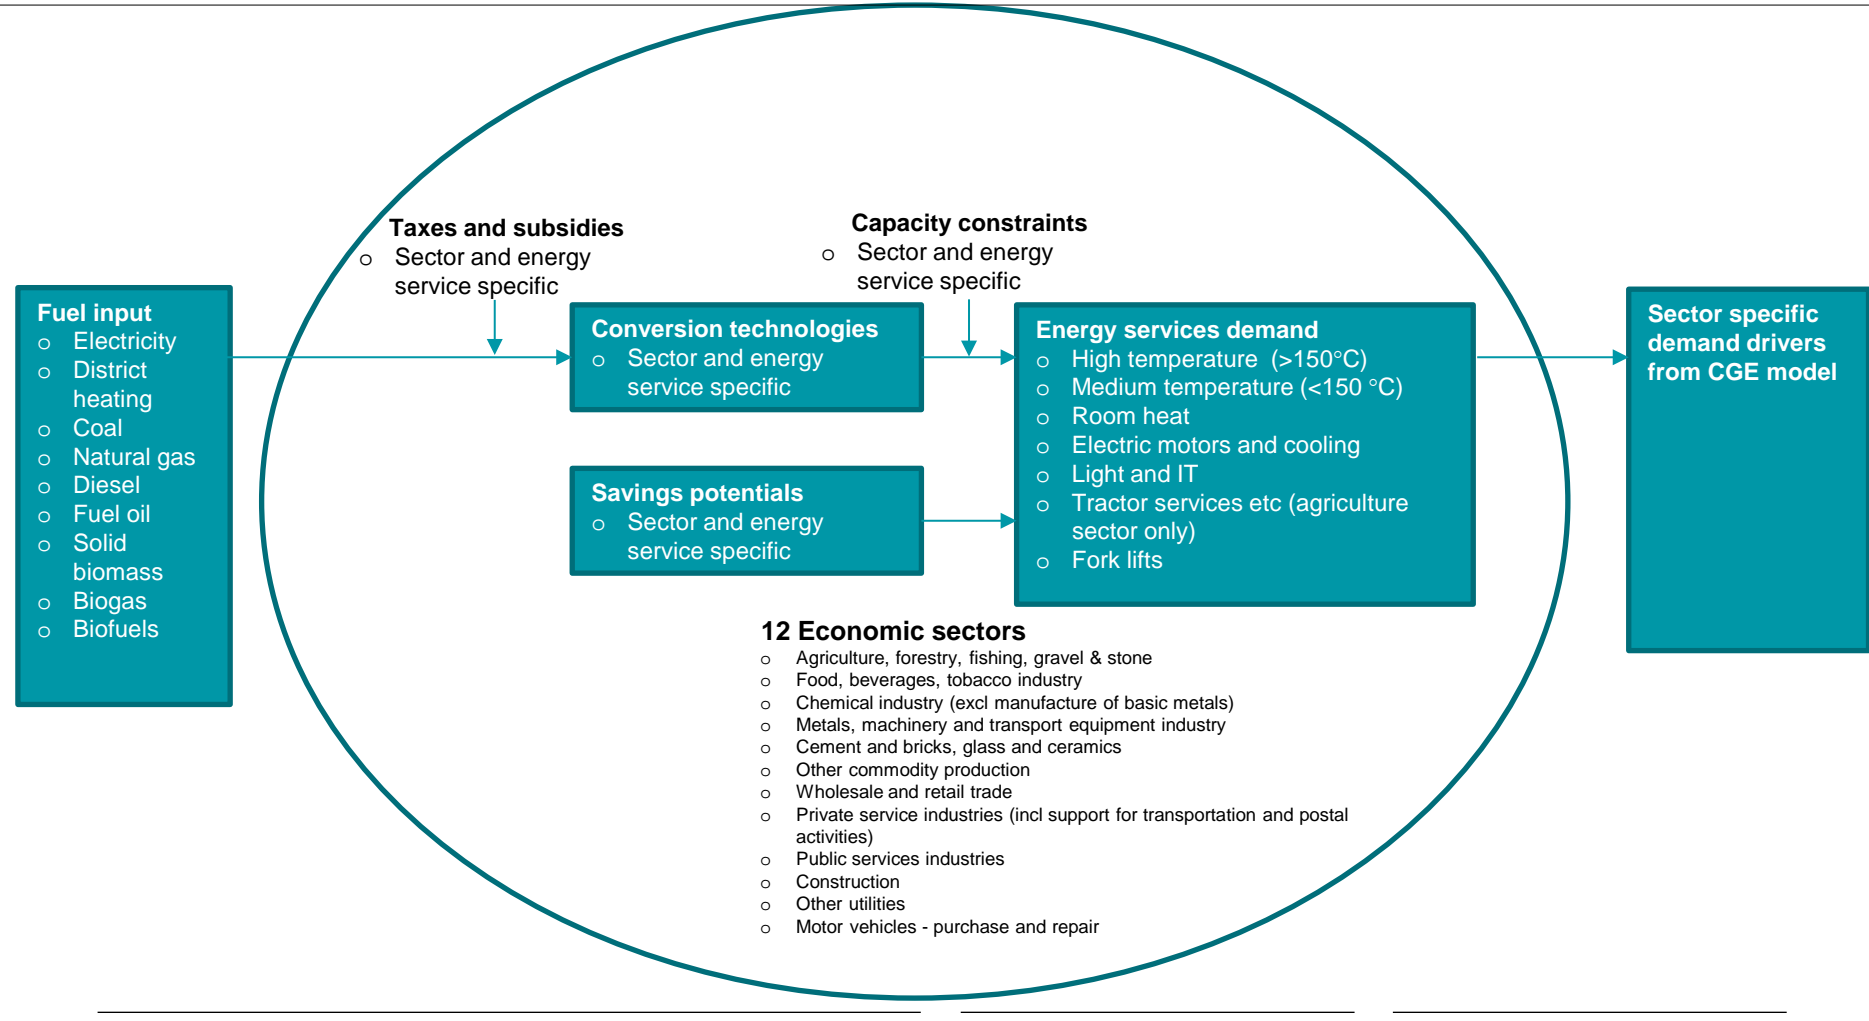 Taxes and subsidies
o Sector and energy
service specific
Capacity constraints
o Sector and energy
service specific
Fuel input
o Electricity
o District
heating
o Coal
o Natural gas
o Diesel
o Fuel oil
o Solid
biomass
o Biogas
o Biofuels
Conversion technologies
o Sector and energy
service specific
Savings potentials
o Sector and energy
service specific
Energy services demand
o High temperature (>150°C)
o Medium temperature (<150 °C)
o Room heat
o Electric motors and cooling
o Light and IT
o Tractor services etc (agriculture
sector only)
o Fork lifts
Sector specific
demand drivers
from CGE model
12 Economic sectors
o Agriculture, forestry, fishing, gravel & stone
o Food, beverages, tobacco industry
o Chemical industry (excl manufacture of basic metals)
o Metals, machinery and transport equipment industry
o Cement and bricks, glass and ceramics
o Other commodity production
o Wholesale and retail trade
o Private service industries (incl support for transportation and postal
activities)
o Public services industries
o Construction
o Other utilities
o Motor vehicles - purchase and repair